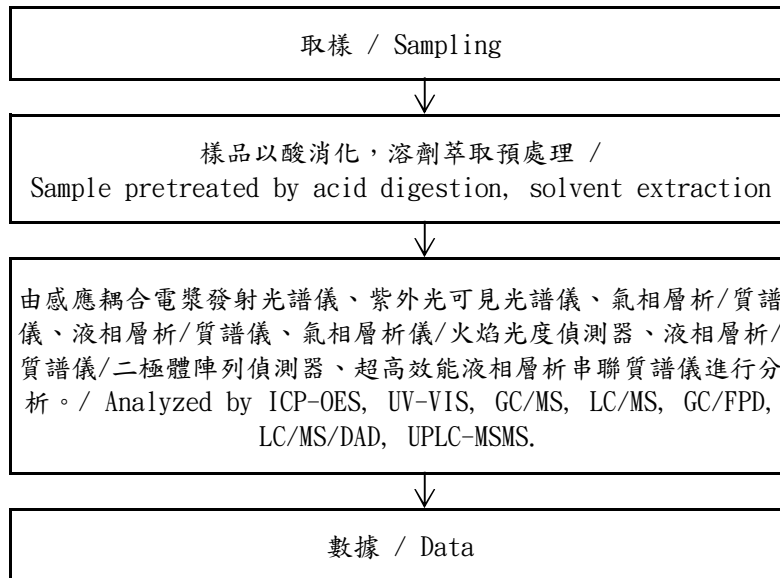 取樣 / Sampling
樣品以酸消化，溶劑萃取預處理 /
Sample pretreated by acid digestion, solvent extraction
由感應耦合電漿發射光譜儀、紫外光可見光譜儀、氣相層析/質譜
儀、液相層析/質譜儀、氣相層析儀/火焰光度偵測器、液相層析/
質譜儀/二極體陣列偵測器、超高效能液相層析串聯質譜儀進行分
析。/ Analyzed by ICP-OES, UV-VIS, GC/MS, LC/MS, GC/FPD,
LC/MS/DAD, UPLC-MSMS.
數據 / Data